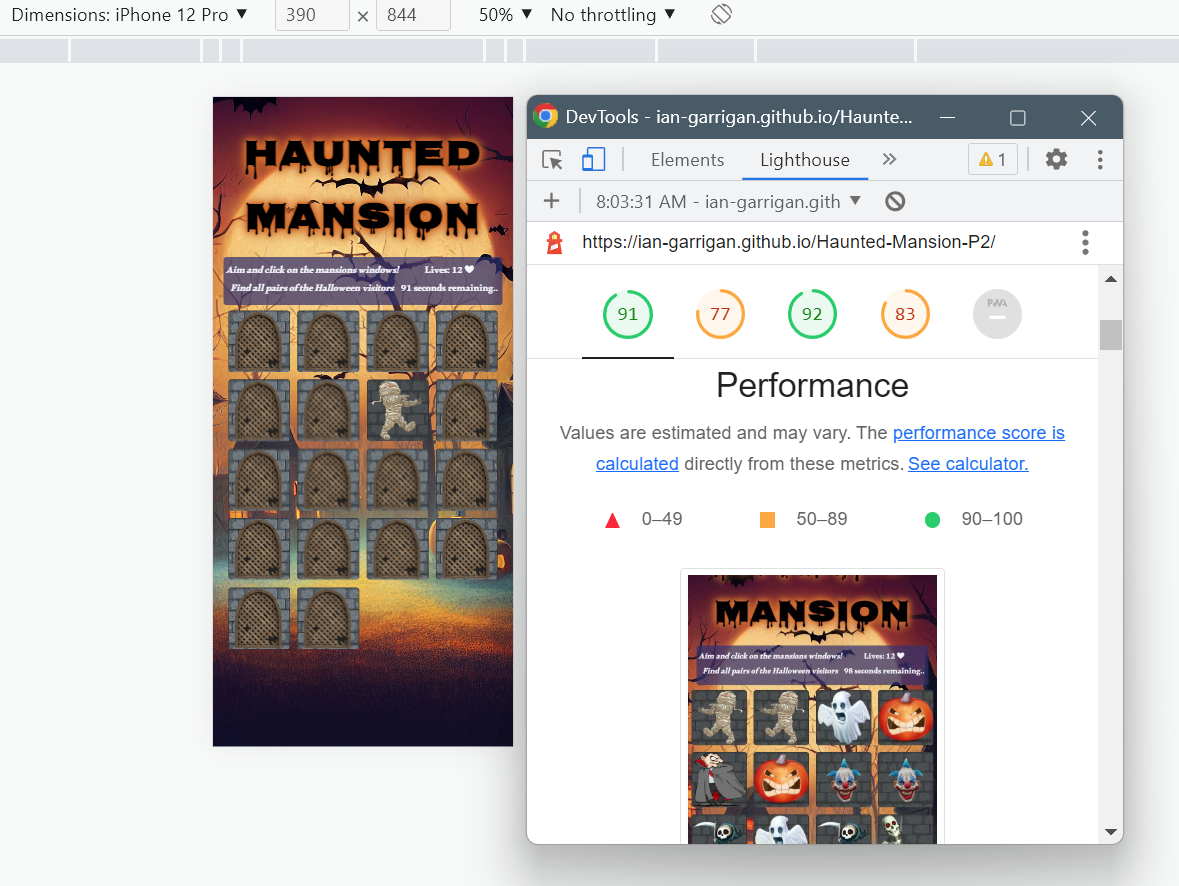 Dimensions: iPhone 12 Pro ▼ 390 × 844 50% ▼ No throttling ▼
HAUNTED
MANSION
Aim and click on the mansions windows! Lives: 12 ♥
Find all pairs of the Halloween visitors 91 seconds remaining..
DevTools - ian-garrigan.github.io/Haunte...
Elements Lighthouse » 1
+ 8:03:31 AM - ian-garrigan.gith ▼
https://ian-garrigan.github.io/Haunted-Mansion-P2/
91 77 92 83 PWA
Performance
Values are estimated and may vary. The performance score is
calculated directly from these metrics. See calculator.
0–49 50–89 90–100
MANSION
Aim and click on the mansions windows! Lives: 12 ♥
Find all pairs of the Halloween visitors 98 seconds remaining..